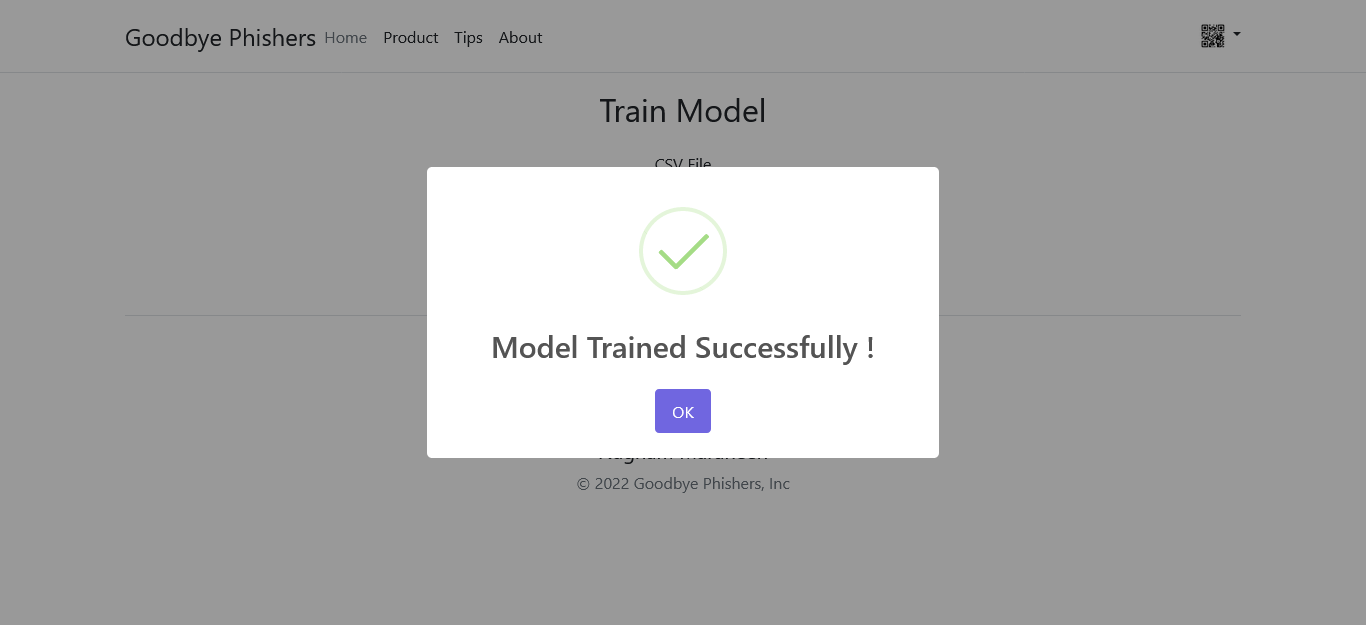 Goodbye Phishers Home Product Tips About
Train Model
CSV File
Model Trained Successfully !
OK
© 2022 Goodbye Phishers, Inc